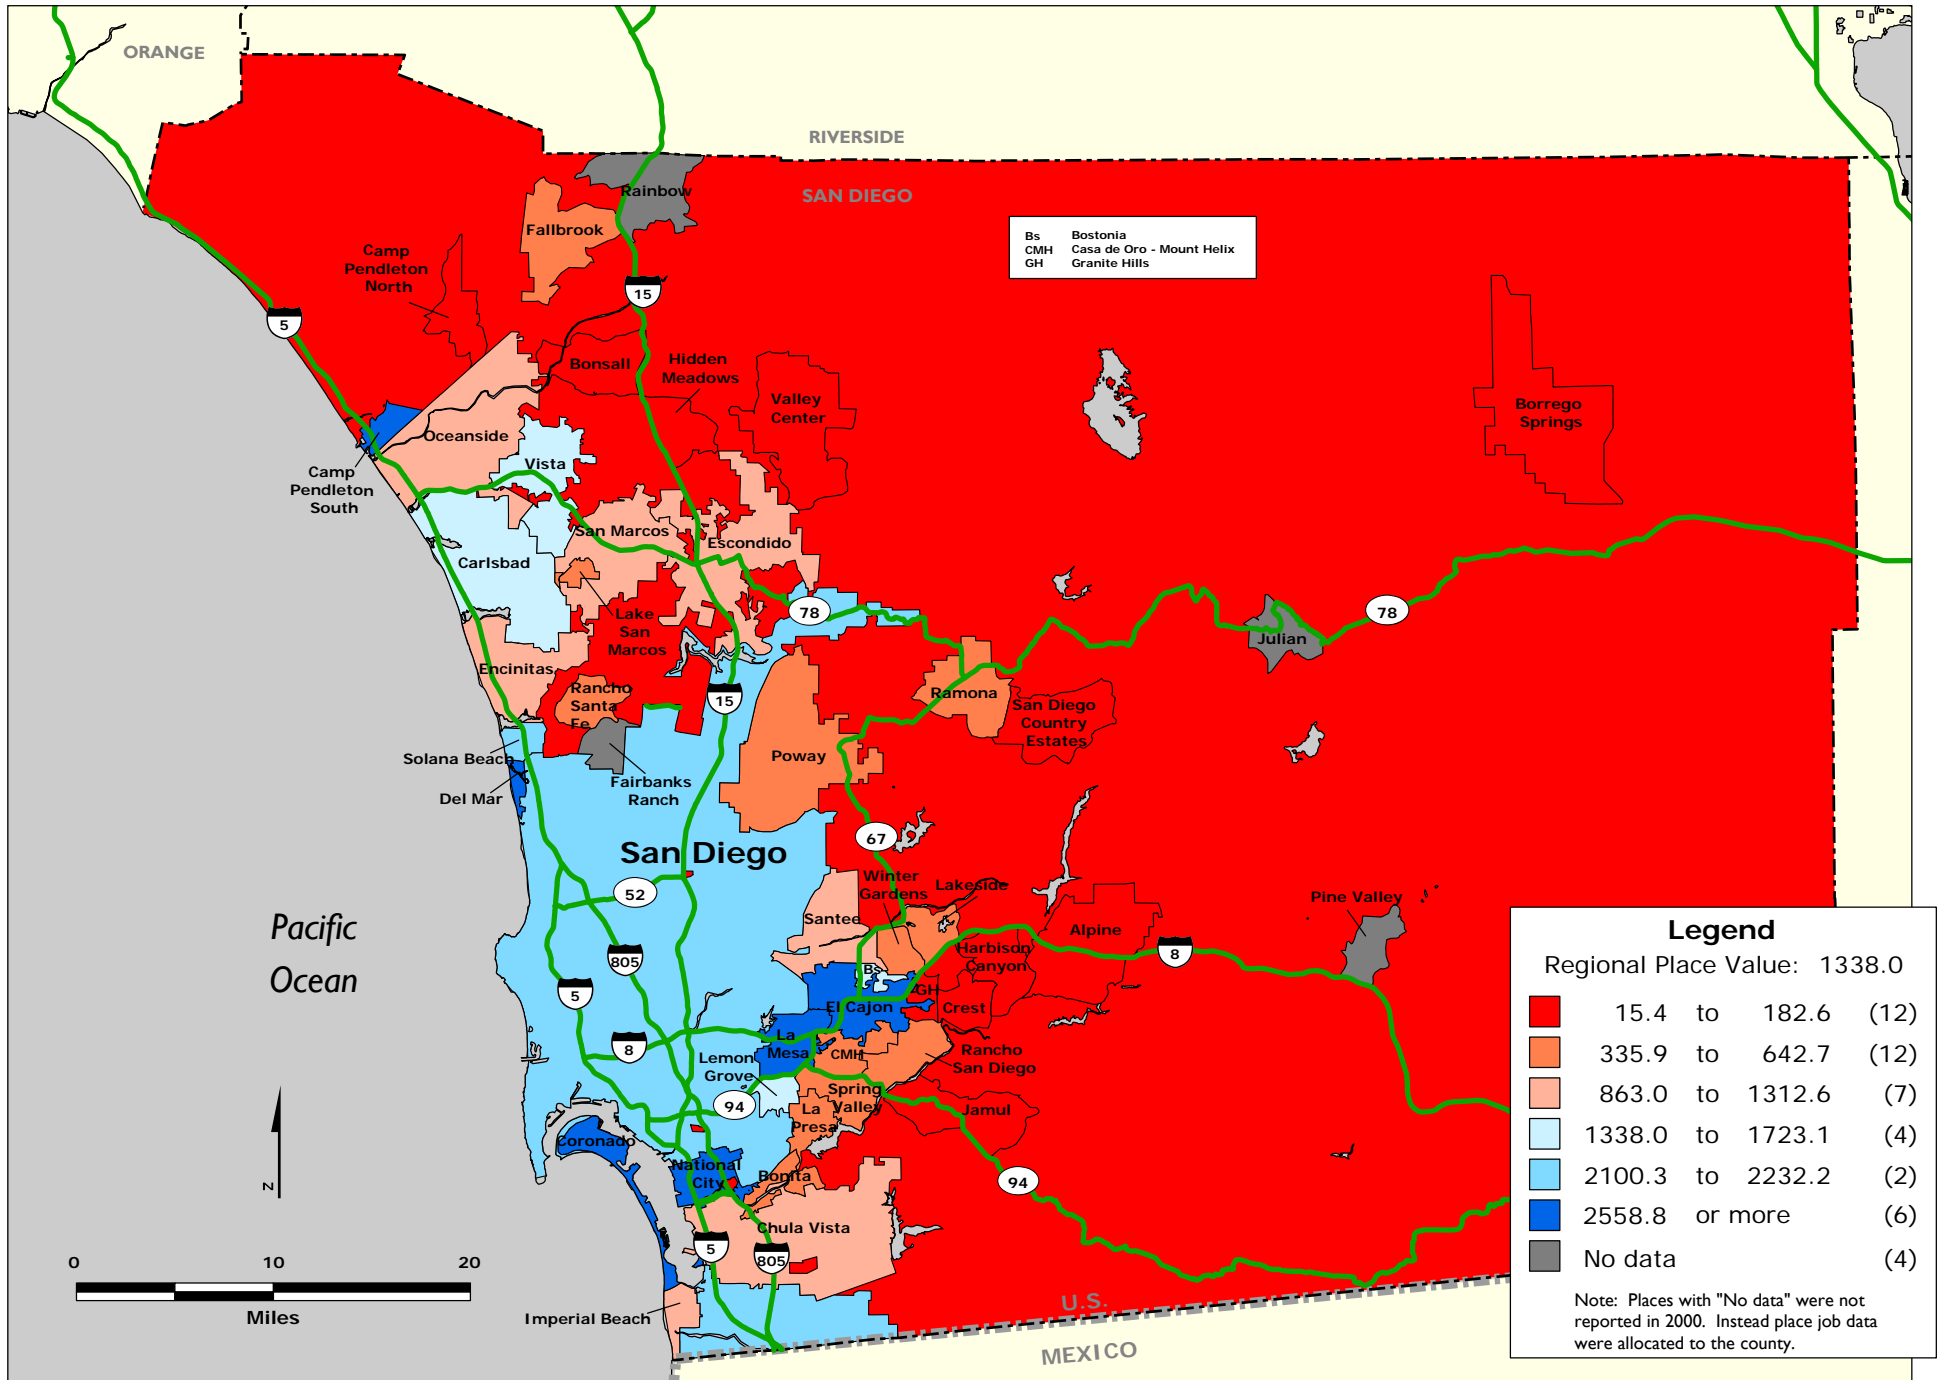 ORANGE
RIVERSIDE
SAN DIEGO
Rainbow
Fallbrook
Bs Bostonia
CMH Casa de Oro - Mount Helix
GH Granite Hills
Camp
Pendleton
North
15
5
Bonsall
Hidden
Meadows
Valley
Center
Borrego
Springs
Oceanside
Vista
Camp
Pendleton
South
San Marcos
Escondido
Carlsbad
78
78
Lake
San
Marcos
Julian
Encinitas
Rancho
Santa
Fe
15
Ramona
San Diego
Country
Estates
Solana Beach
Poway
Del Mar
Fairbanks
Ranch
67
San Diego
52
Winter
Gardens
Lakeside
Pine Valley
Santee
Alpine
Pacific
Ocean
805
Harbison
Canyon
8
Bs
5
GH
El Cajon
Crest
La
Mesa
8
CMH
Rancho
San Diego
Lemon
Grove
Spring
Valley
94
La
Presa
Jamul
Coronado
National
City
Bonita
94
Chula Vista
5
805
Imperial Beach
U.S.
MEXICO
N
0 10 20
Miles
Legend
Regional Place Value: 1338.0
15.4 to 182.6 (12)
335.9 to 642.7 (12)
863.0 to 1312.6 (7)
1338.0 to 1723.1 (4)
2100.3 to 2232.2 (2)
2558.8 or more (6)
No data (4)
Note: Places with "No data" were not
reported in 2000. Instead place job data
were allocated to the county.